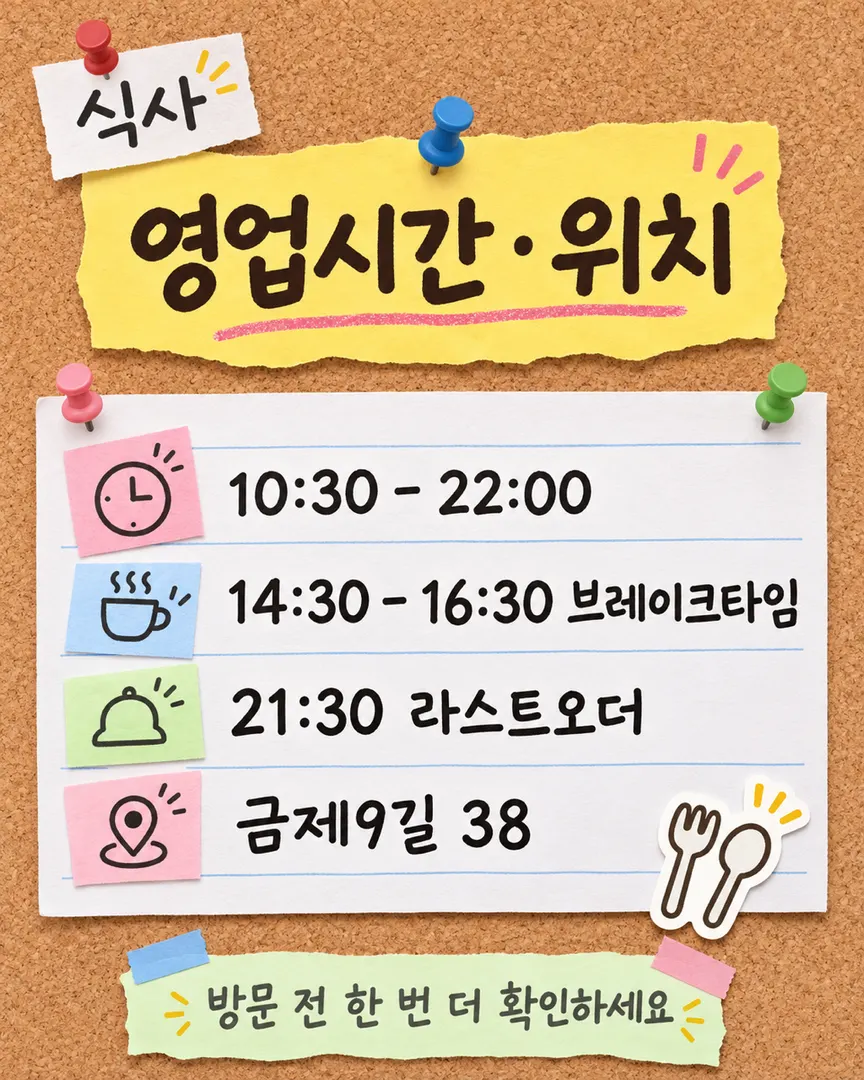 식사
영업시간·위치
10:30 - 22:00
14:30 - 16:30 브레이크타임
21:30 라스트오더
금제9길 38
방문 전 한 번 더 확인하세요